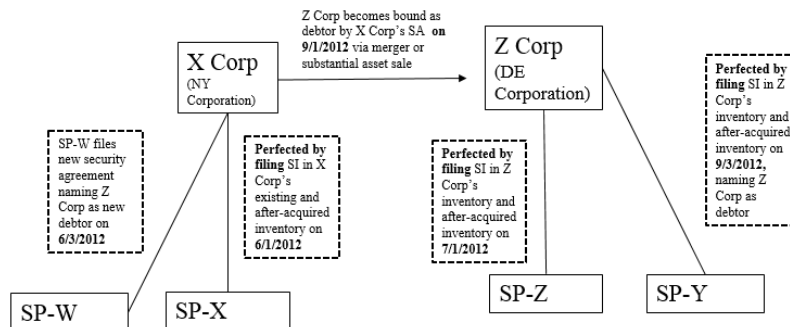 Z Corp becomes bound as
debtor by X Corp's SA on
9/1/2012 via merger or
substantial asset sale
X Corp
(NY
Corporation)
Z Corp
(DE
Corporation)
SP-W files
new security
agreement
naming Z
Corp as new
debtor on
6/3/2012
Perfected by
filing SI in X
Corp's
existing and
after-acquired
inventory on
6/1/2012
Perfected by
filing SI in Z
Corp's
inventory and
after-acquired
inventory on
7/1/2012
Perfected by
filing SI in Z
Corp's
inventory and
after-acquired
inventory on
9/3/2012,
naming Z
Corp as
debtor
SP-W
SP-X
SP-Z
SP-Y